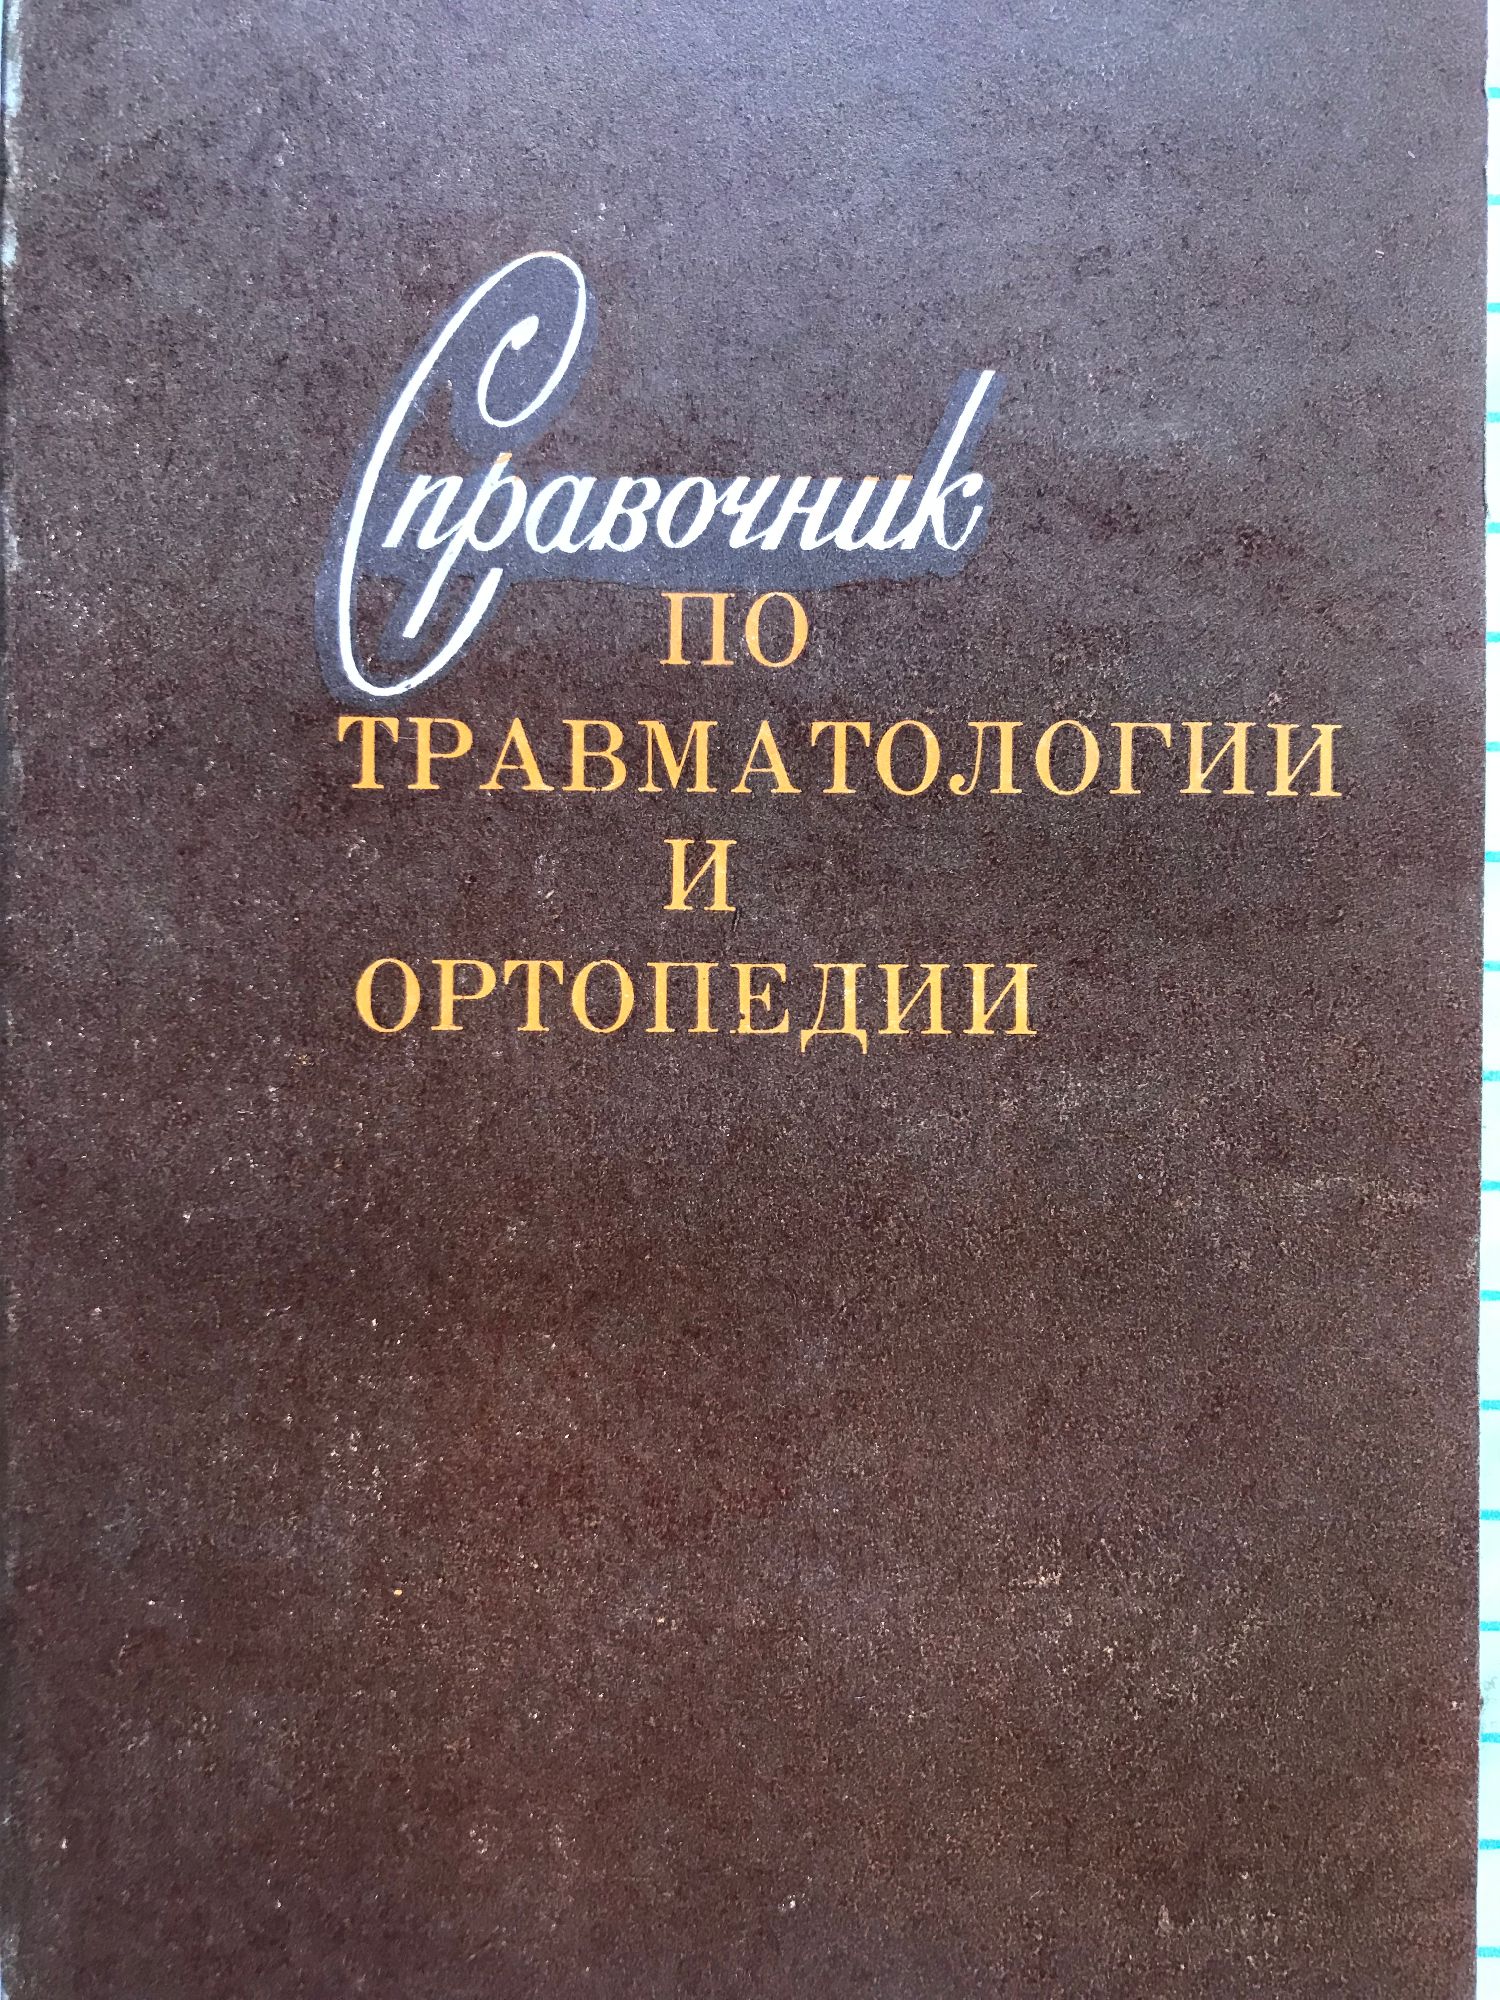 Справочник
ПО
ТРАВМАТОЛОГИИ
И
ОРТОПЕДИИ